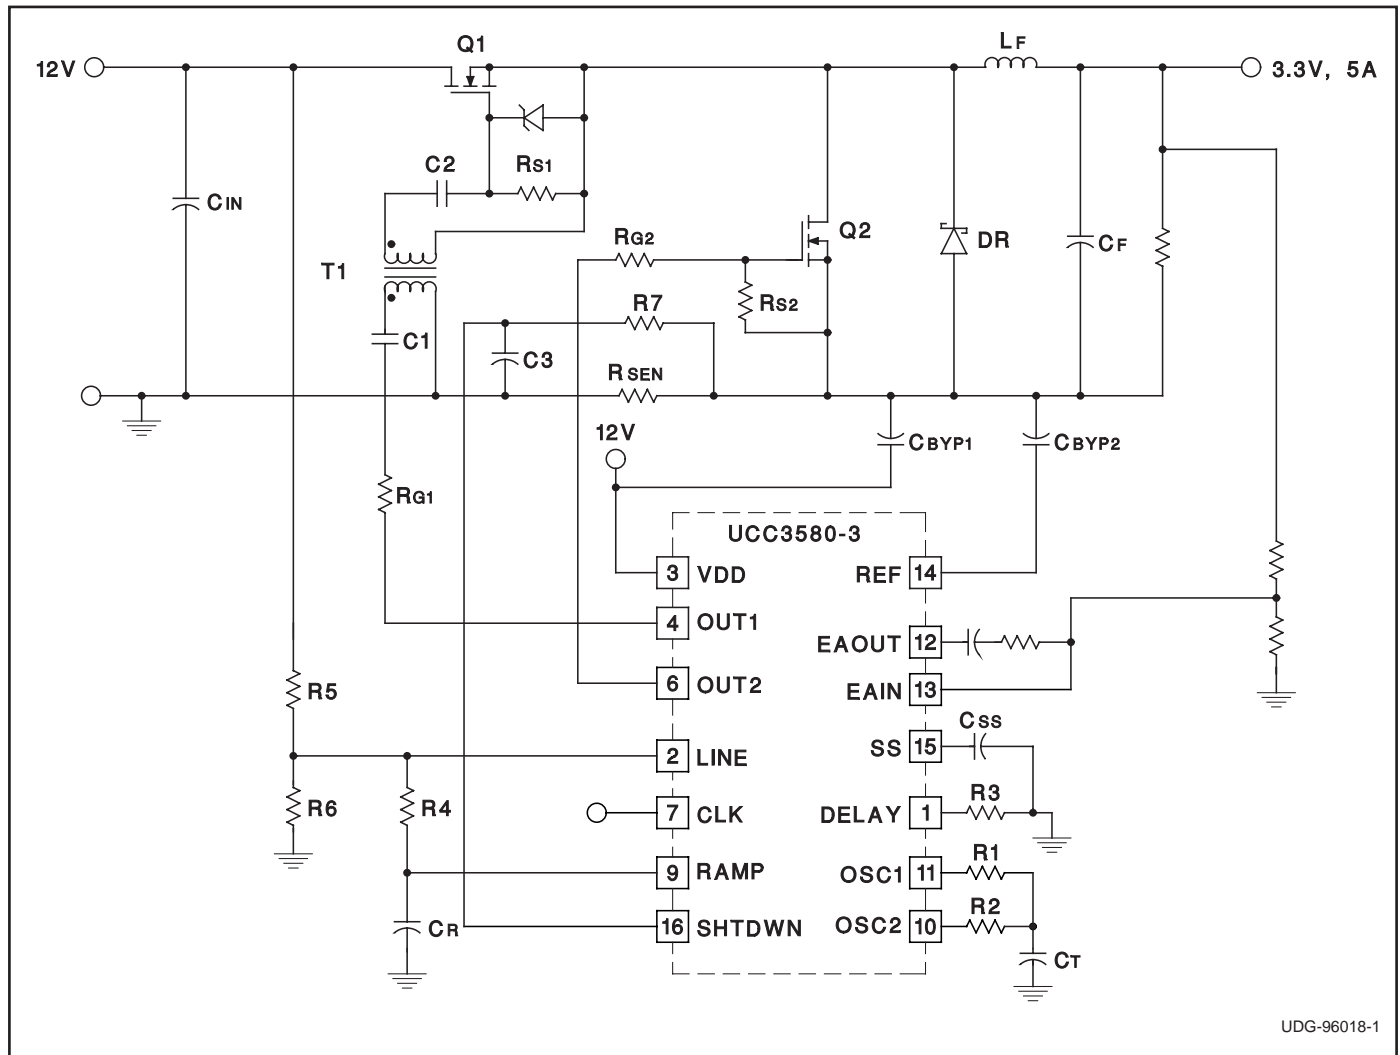 Q1
LF
12V
3.3V, 5A
C2
RS1
CIN
RG2
Q2
DR
CF
T1
R7
RS2
C1
C3
RSEN
12V
CBYP1
CBYP2
RG1
UCC3580-3
3 VDD
REF 14
4 OUT1
EAOUT 12
6 OUT2
EAIN 13
R5
CSS
2 LINE
SS 15
R6
R4
R3
7 CLK
DELAY 1
R1
9 RAMP
OSC1 11
R2
CR
16 SHTDWN
OSC2 10
CT
UDG-96018-1